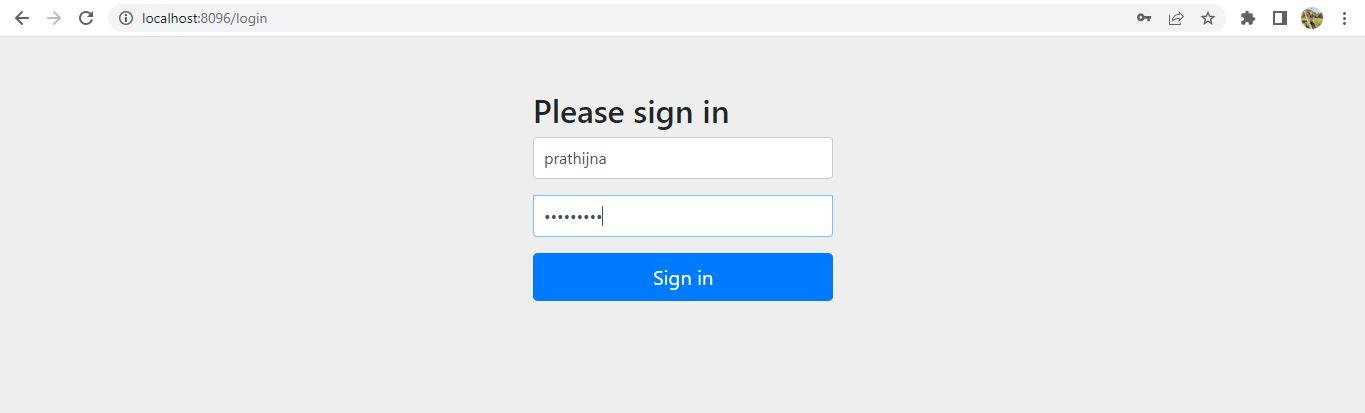 localhost:8096/login
Please sign in
prathijna
•••••••••
Sign in